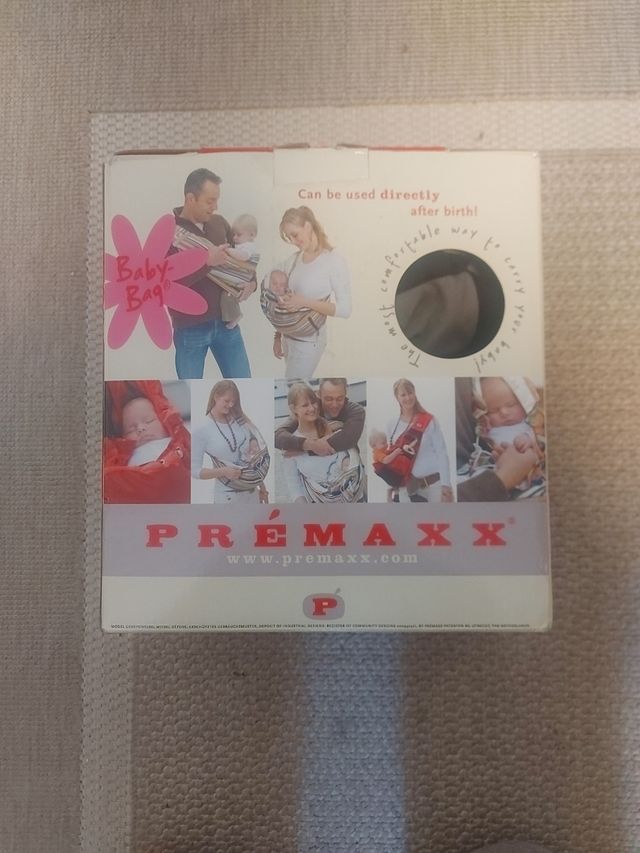 Can be used directly
after birth!
Baby-
Bag®
The most comfortable way to carry your baby!
PRÉMAXX®
www.premaxx.com
P